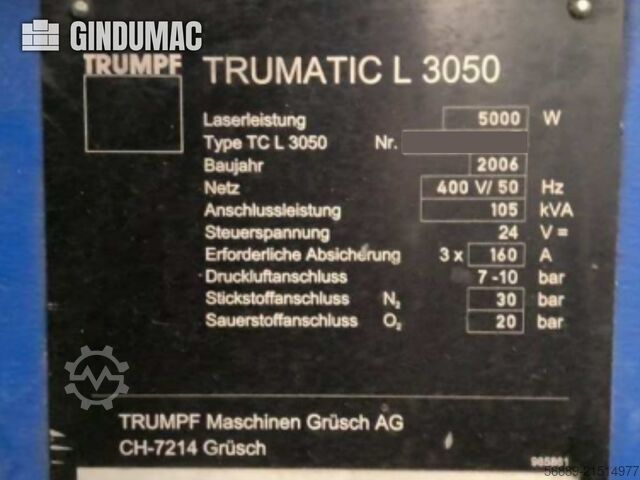 GINDUMAC
TRUMPF
TRUMATIC L 3050
Laserleistung 5000 W
Type TC L 3050 Nr.
Baujahr 2006
Netz 400 V/ 50 Hz
Anschlussleistung 105 kVA
Steuerspannung 24 V =
Erforderliche Absicherung 3 x 160 A
Druckluftanschluss 7 -10 bar
Stickstoffanschluss N₂ 30 bar
Sauerstoffanschluss O₂ 20 bar
TRUMPF Maschinen Grüsch AG
CH-7214 Grüsch
56889-21514977